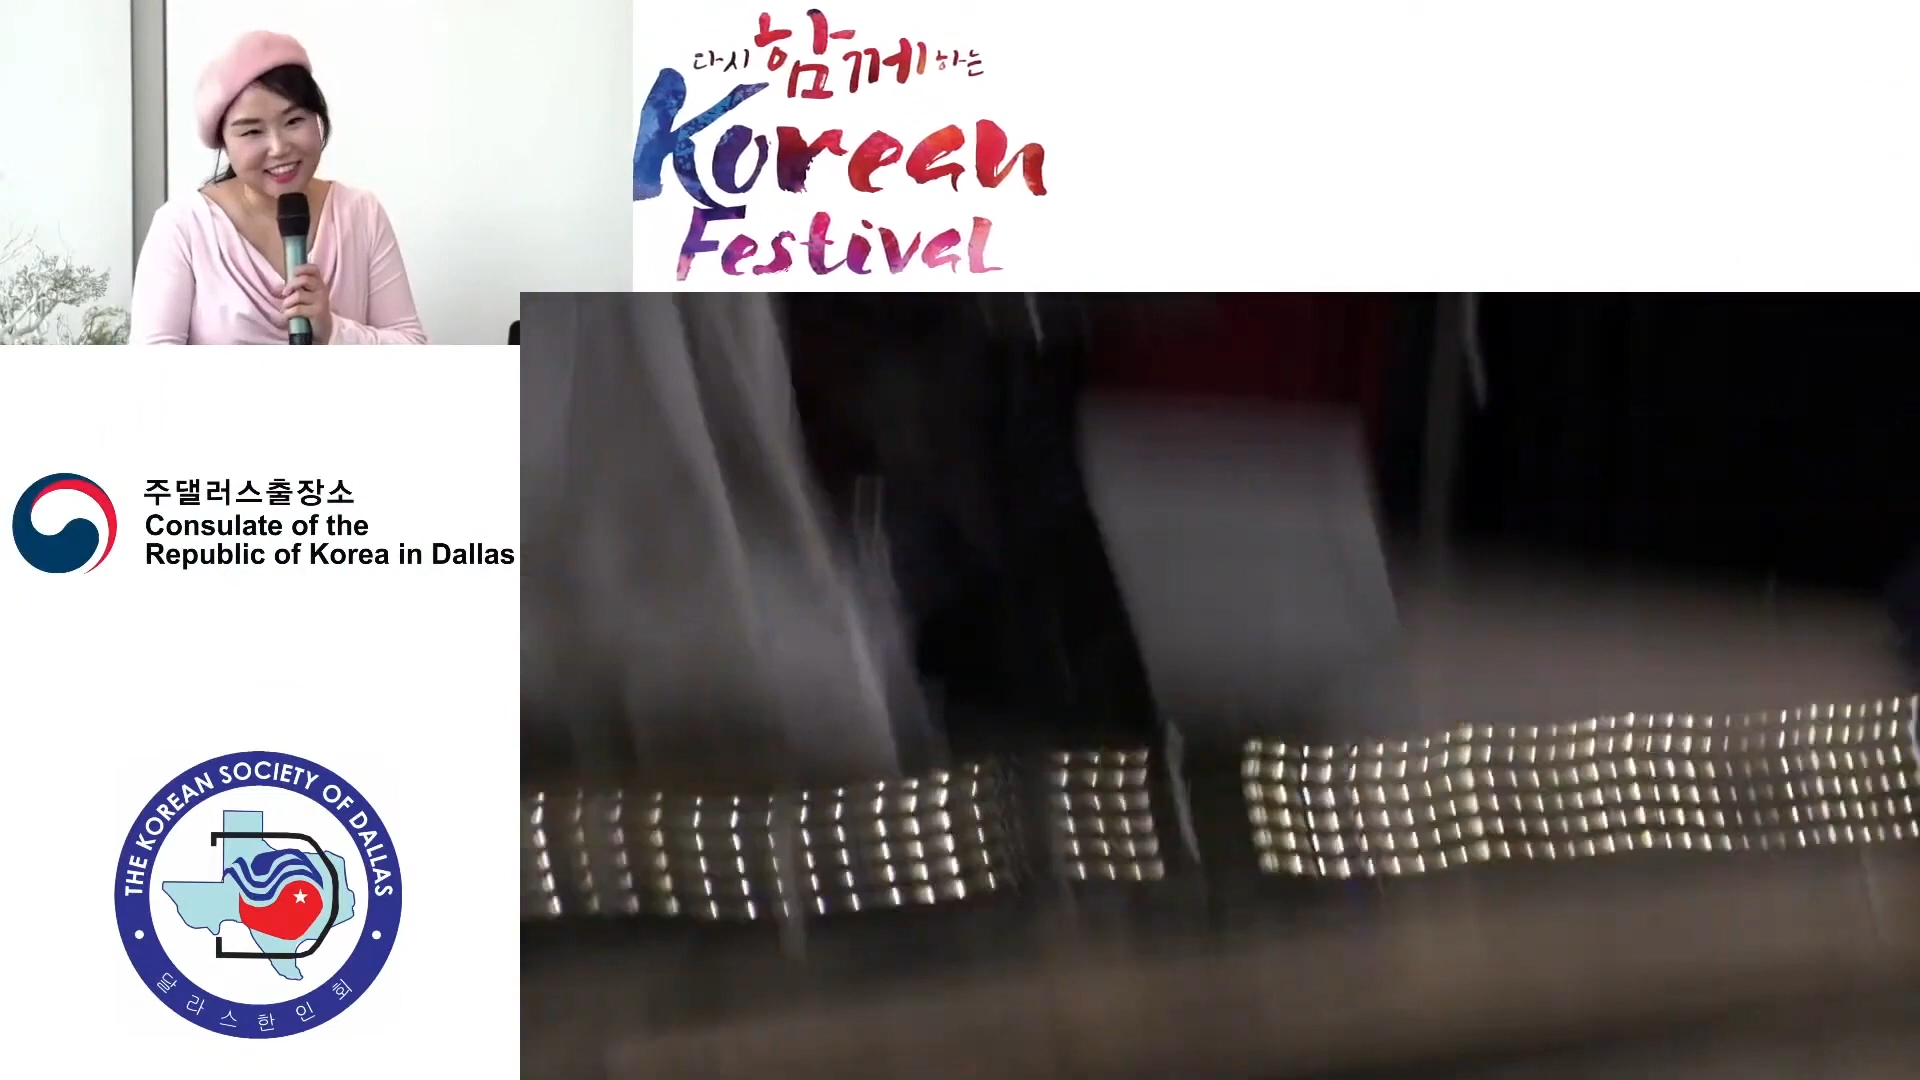 다시 함께 하는
Korean
Festival
주댈러스출장소
Consulate of the
Republic of Korea in Dallas
THE KOREAN SOCIETY OF DALLAS
달라스한인회